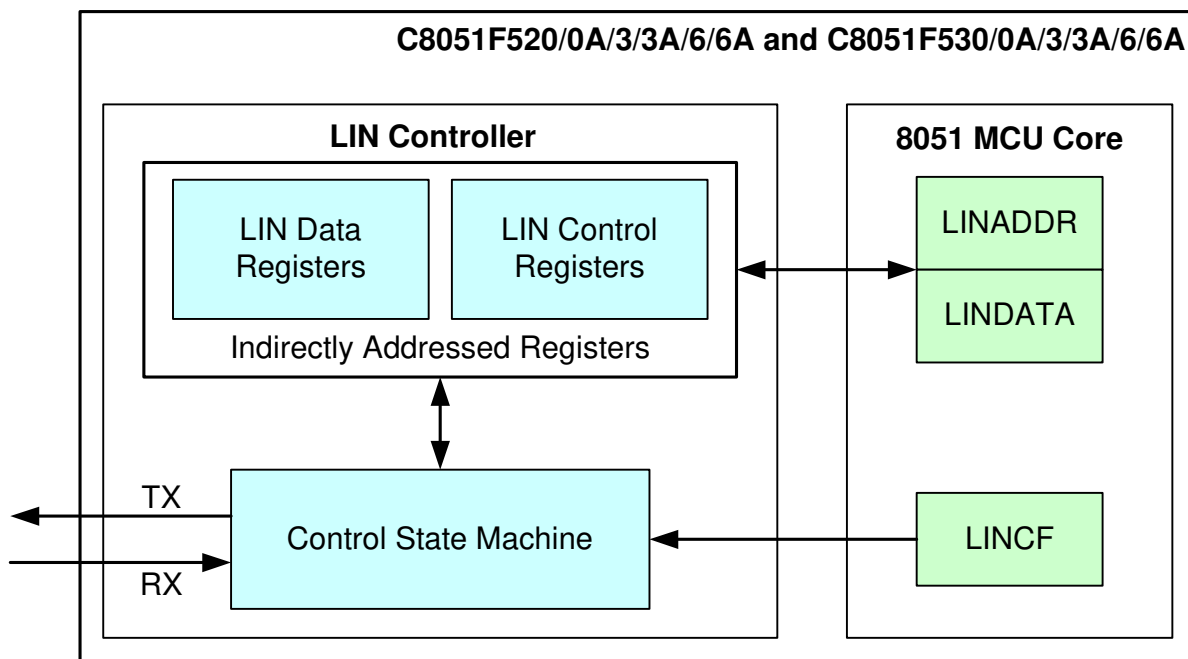 C8051F520/0A/3/3A/6/6A and C8051F530/0A/3/3A/6/6A
LIN Controller
8051 MCU Core
LIN Data
Registers
LIN Control
Registers
Indirectly Addressed Registers
LINADDR
LINDATA
TX
RX
Control State Machine
LINCF